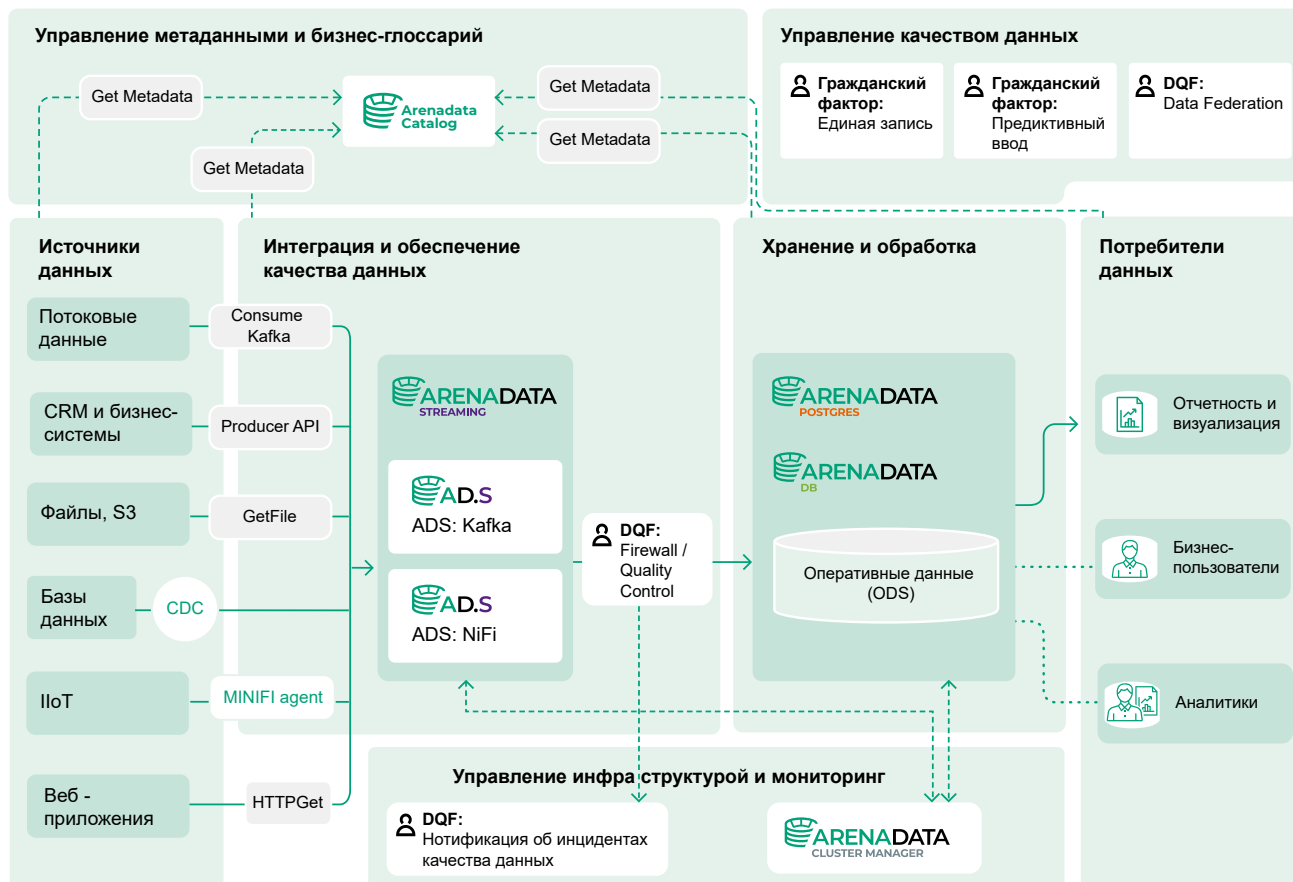 Управление метаданными и бизнес-глоссарий
Get Metadata
Arenadata
Catalog
Get Metadata
Get Metadata
Get Metadata
Управление качеством данных
Гражданский
фактор:
Единая запись
Гражданский
фактор:
Предиктивный
ввод
DQF:
Data Federation
Источники
данных
Потоковые
данные
CRM и бизнес-
системы
Файлы, S3
Базы
данных
CDC
IIoT
Веб -
приложения
Интеграция и обеспечение
качества данных
Consume
Kafka
Producer API
GetFile
MINIFI agent
HTTPGet
ARENADATA
STREAMING
AD.S
ADS: Kafka
AD.S
ADS: NiFi
DQF:
Firewall /
Quality
Control
Хранение и обработка
ARENADATA
POSTGRES
ARENADATA
DB
Оперативные данные
(ODS)
Потребители
данных
Отчетность и
визуализация
Бизнес-
пользователи
Аналитики
Управление инфра структурой и мониторинг
DQF:
Нотификация об инцидентах
качества данных
ARENADATA
CLUSTER MANAGER